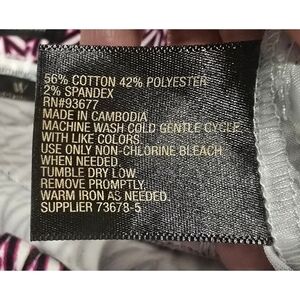 56% COTTON 42% POLYESTER
2% SPANDEX
RN#93677
MADE IN CAMBODIA
MACHINE WASH COLD GENTLE CYCLE
WITH LIKE COLORS.
USE ONLY NON-CHLORINE BLEACH
WHEN NEEDED.
TUMBLE DRY LOW.
REMOVE PROMPTLY.
WARM IRON AS NEEDED.
SUPPLIER 73678-5